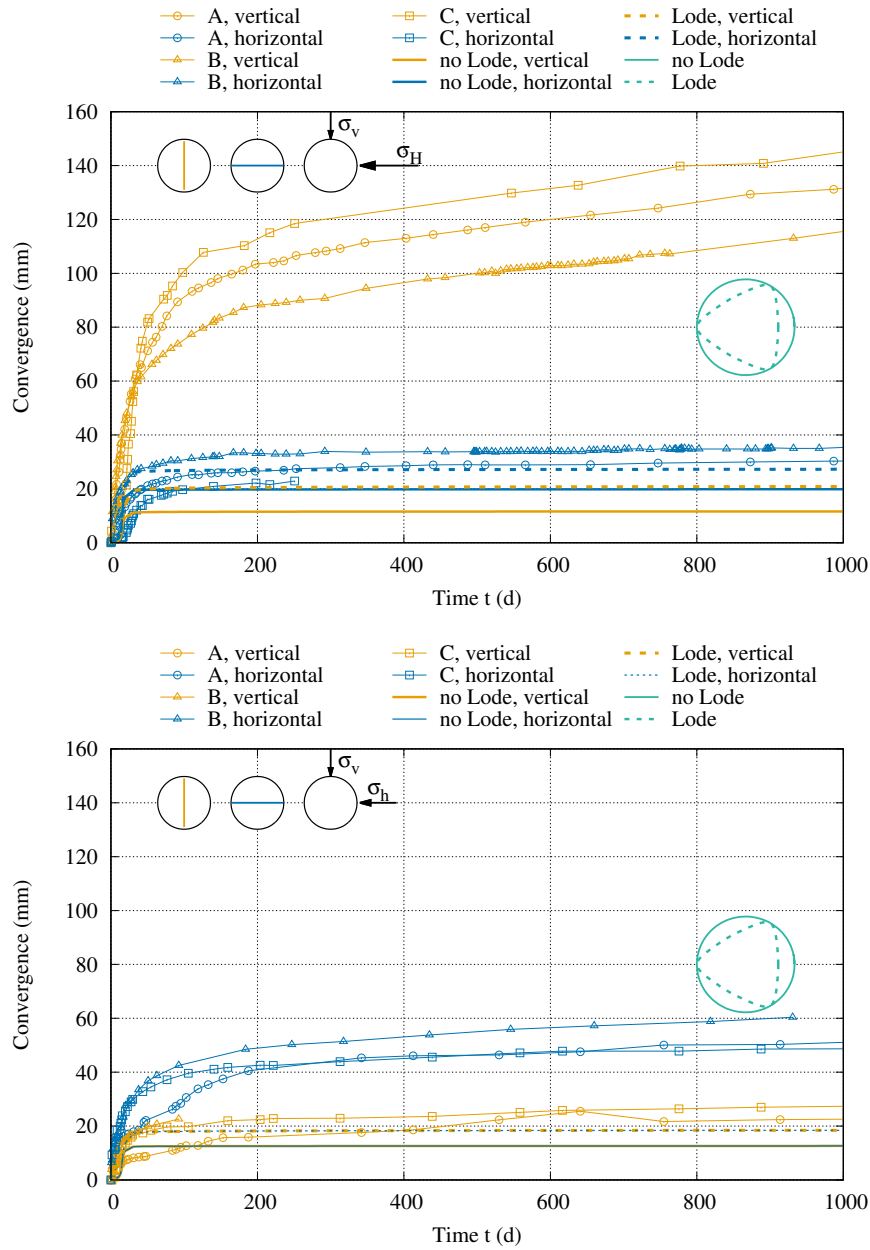 A, vertical C, vertical Lode, vertical
A, horizontal C, horizontal Lode, horizontal
B, vertical no Lode, vertical no Lode
B, horizontal no Lode, horizontal Lode
160
140
120
100
80
60
40
20
0
Convergence (mm)
σv
σH
0 200 400 600 800 1000
Time t (d)
A, vertical C, vertical Lode, vertical
A, horizontal C, horizontal Lode, horizontal
B, vertical no Lode, vertical no Lode
B, horizontal no Lode, horizontal Lode
160
140
120
100
80
60
40
20
0
Convergence (mm)
σv
σh
0 200 400 600 800 1000
Time t (d)